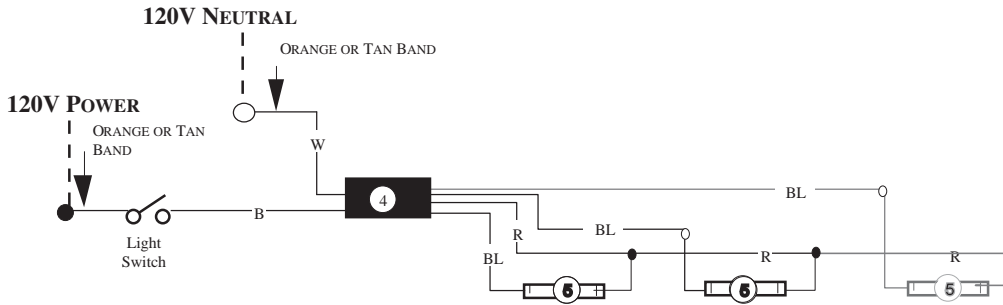 120V NEUTRAL
ORANGE OR TAN BAND
120V POWER
ORANGE OR TAN
BAND
W
4
BL
B
R
BL
R
R
BL
Light
Switch
5
5
5